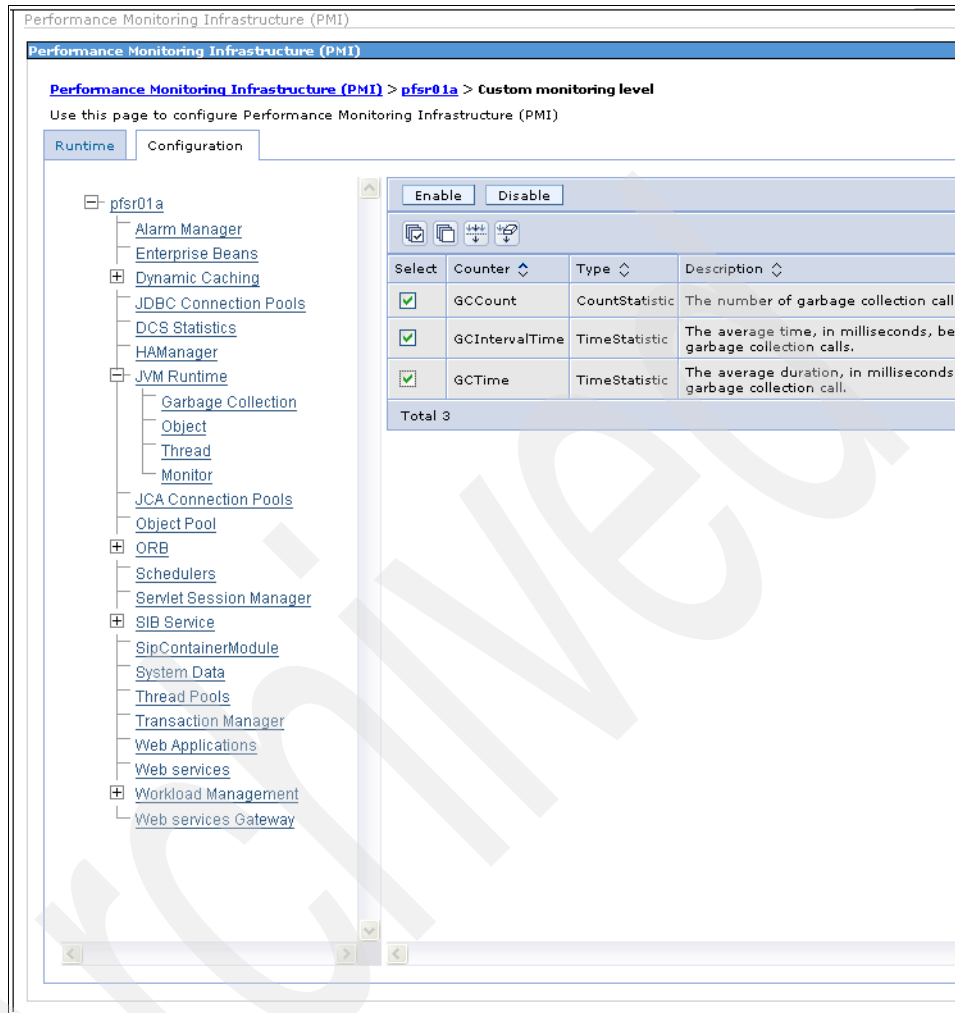 Performance Monitoring Infrastructure (PMI)
Performance Monitoring Infrastructure (PMI)
Performance Monitoring Infrastructure (PMI) > pfsr01a > Custom monitoring level
Use this page to configure Performance Monitoring Infrastructure (PMI)
Runtime
Configuration
pfsr01a
Alarm Manager
Enterprise Beans
Dynamic Caching
JDBC Connection Pools
DCS Statistics
HAManager
JVM Runtime
Garbage Collection
Object
Thread
Monitor
JCA Connection Pools
Object Pool
ORB
Schedulers
Servlet Session Manager
SIB Service
SipContainerModule
System Data
Thread Pools
Transaction Manager
Web Applications
Web services
Workload Management
Web services Gateway
Enable Disable
Select Counter Type Description
GCCount CountStatistic The number of garbage collection call
GCIntervalTime TimeStatistic The average time, in milliseconds, be
garbage collection calls.
GCTime TimeStatistic The average duration, in milliseconds
garbage collection call.
Total 3
Archived